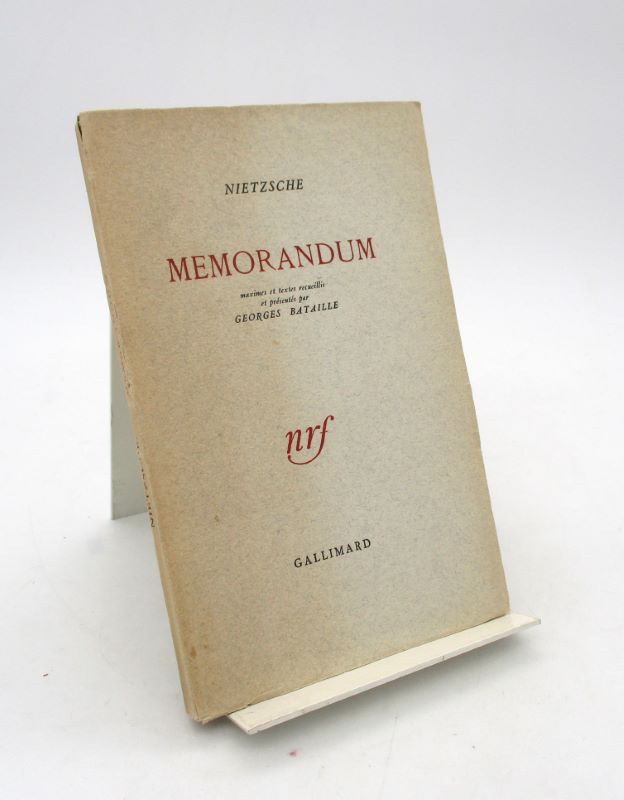 NIETZSCHE
MEMORANDUM
maximes et textes recueillis
et présentés par
GEORGES BATAILLE
nrf
GALLIMARD